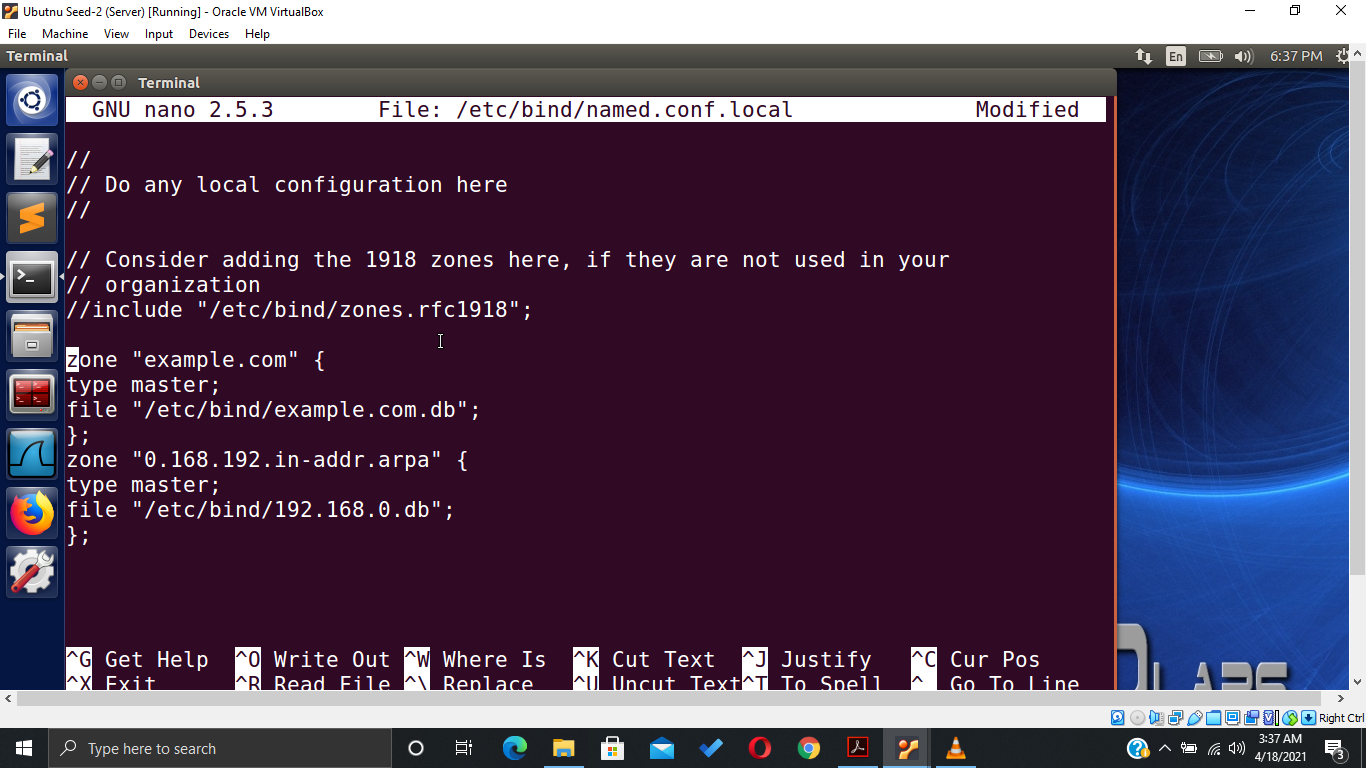 Ubutnu Seed-2 (Server) [Running] - Oracle VM VirtualBox
File Machine View Input Devices Help
Terminal En 6:37 PM
Terminal
GNU nano 2.5.3 File: /etc/bind/named.conf.local Modified
//
// Do any local configuration here
//
// Consider adding the 1918 zones here, if they are not used in your
// organization
//include "/etc/bind/zones.rfc1918";
zone "example.com" {
type master;
file "/etc/bind/example.com.db";
};
zone "0.168.192.in-addr.arpa" {
type master;
file "/etc/bind/192.168.0.db";
};
^G Get Help ^O Write Out ^W Where Is ^K Cut Text ^J Justify ^C Cur Pos
^X Exit ^R Read File ^\ Replace ^U Uncut Text ^T To Spell ^_ Go To Line
Right Ctrl
Type here to search
3:37 AM
4/18/2021
3